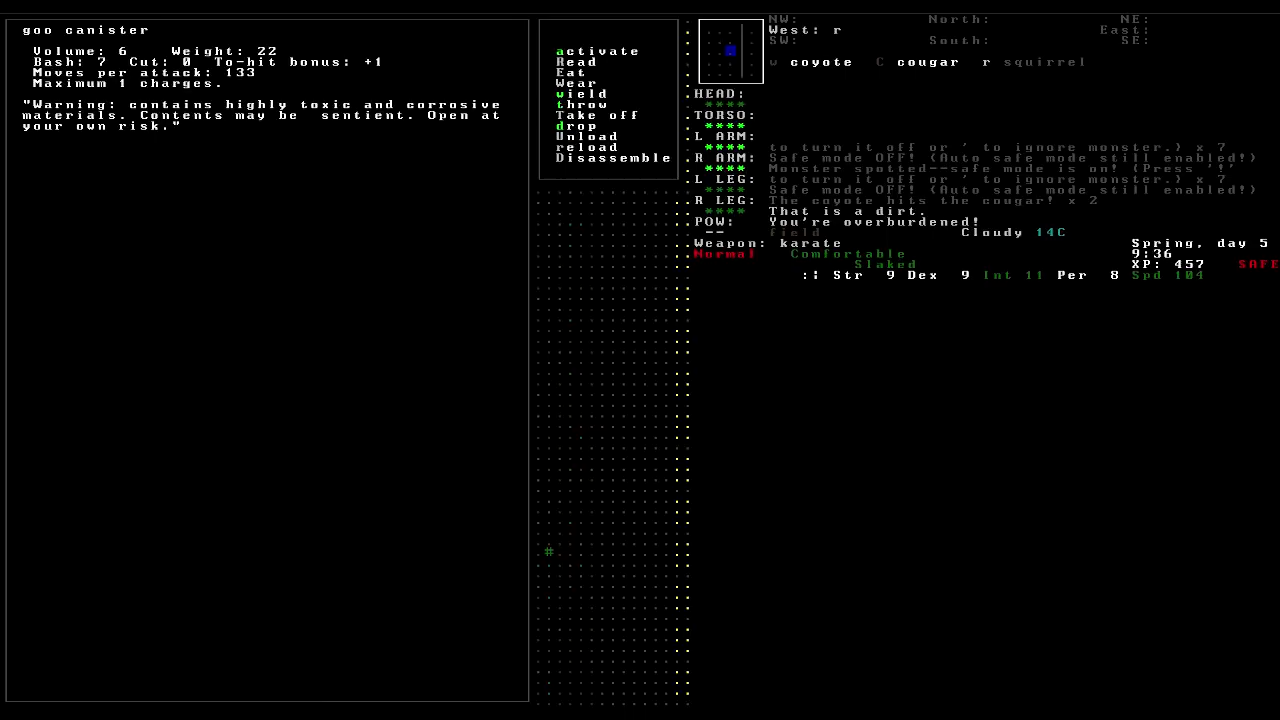 goo canister
Volume: 6    Weight: 22
Bash: 7  Cut: 0  To-hit bonus: +1
Moves per attack: 133
Maximum 1 charges.
"Warning: contains highly toxic and corrosive
materials. Contents may be  sentient. Open at
your own risk."
activate
Read
Eat
Wear
wield
throw
Take off
drop
Unload
reload
Disassemble
NW:            North:            NE:
West: r                          East:
SW:            South:            SE:
w coyote  C cougar  r squirrel
HEAD:
****
TORSO:
****
L ARM:
****
R ARM:
****
L LEG:
****
R LEG:
****
POW:
--
to turn it off or ' to ignore monster.) x 7
Safe mode OFF! (Auto safe mode still enabled!)
Monster spotted--safe mode is on! (Press '!'
to turn it off or ' to ignore monster.) x 7
Safe mode OFF! (Auto safe mode still enabled!)
The coyote hits the cougar! x 2
That is a dirt.
You're overburdened!
field             Cloudy 14C
Weapon: karate                    Spring, day 5
Normal   Comfortable              9:36
Slaked                            XP: 457   SAFE
:| Str  9 Dex  9 Int 11 Per  8 Spd 104